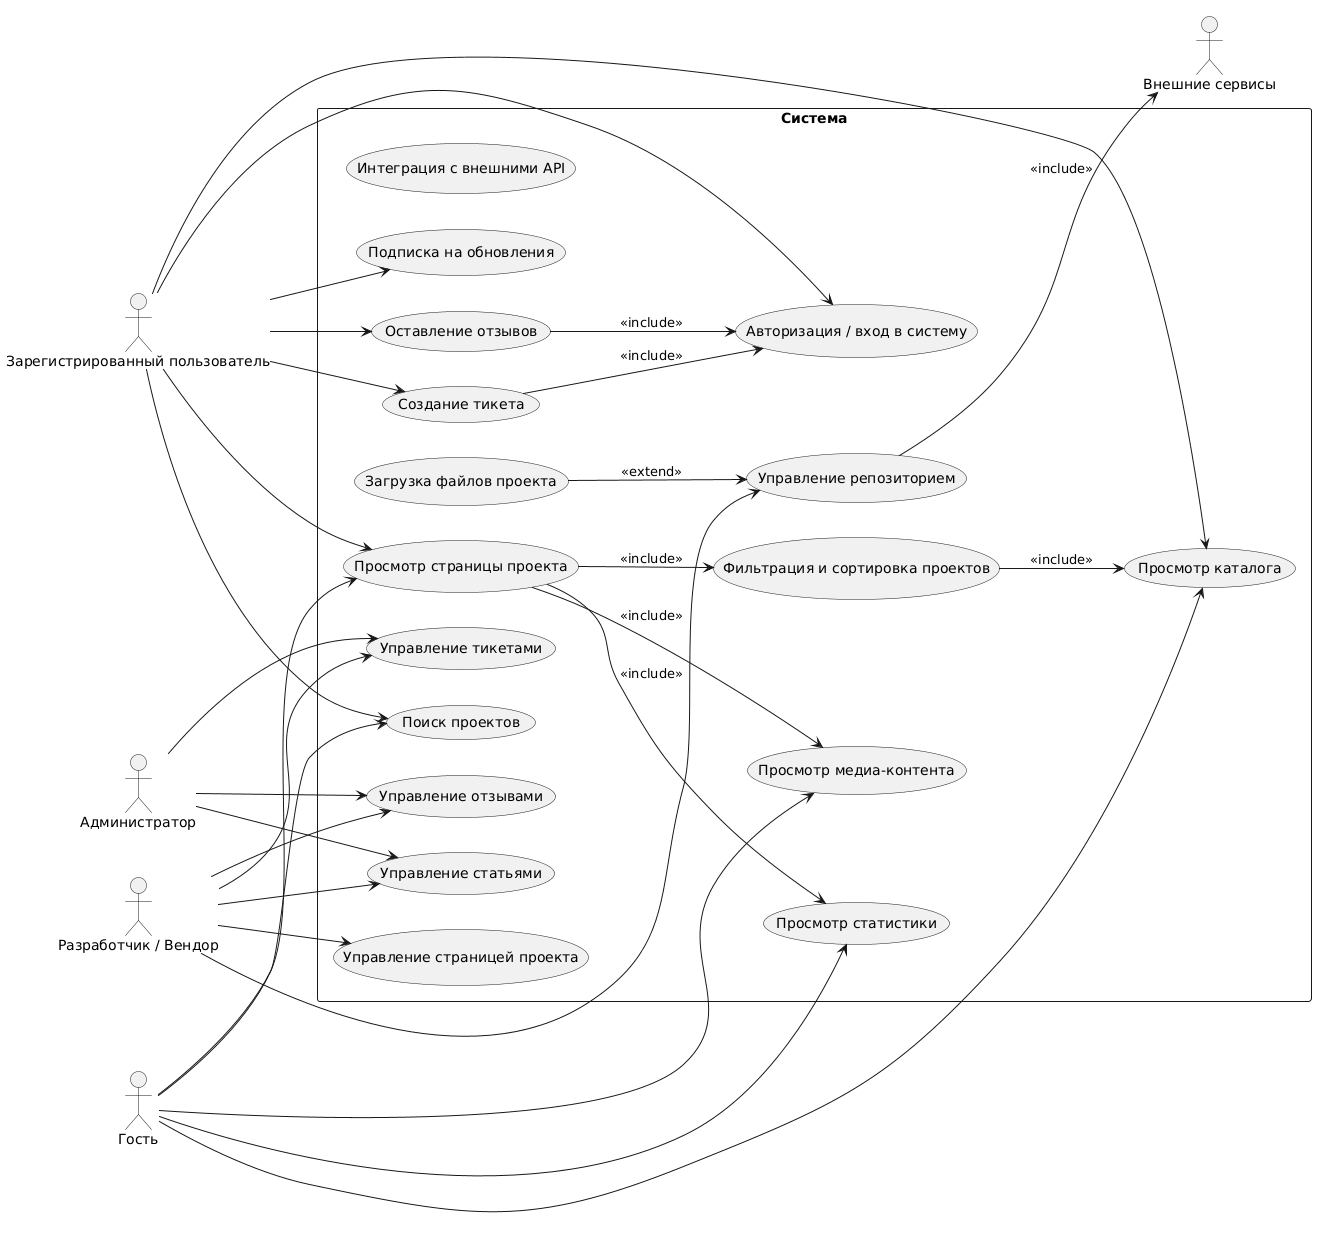 Внешние сервисы
Система
Интеграция с внешними API
<<include>>
Подписка на обновления
Оставление отзывов
<<include>>
Авторизация / вход в систему
Зарегистрированный пользователь
<<include>>
Создание тикета
Загрузка файлов проекта
<<extend>>
Управление репозиторием
Просмотр страницы проекта
<<include>>
Фильтрация и сортировка проектов
<<include>>
Просмотр каталога
<<include>>
Управление тикетами
<<include>>
Поиск проектов
Просмотр медиа-контента
Управление отзывами
Администратор
Управление статьями
Просмотр статистики
Разработчик / Вендор
Управление страницей проекта
Гость